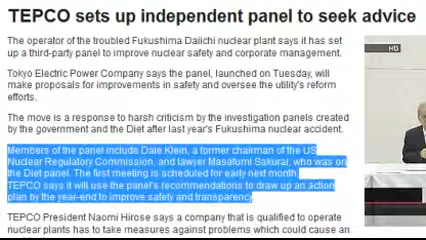 TEPCO sets up independent panel to seek advice
The operator of the troubled Fukushima Daiichi nuclear plant says it has set
up a third-party panel to improve nuclear safety and corporate management.
Tokyo Electric Power Company says the panel, launched on Tuesday, will
make proposals for improvements in safety and oversee the utility's reform
efforts.
The move is a response to harsh criticism by the investigation panels created
by the government and the Diet after last year's Fukushima nuclear accident.
Members of the panel include Dale Klein, a former chairman of the US
Nuclear Regulatory Commission, and lawyer Masafumi Sakurai, who was on
the Diet panel. The first meeting is scheduled for early next month.
TEPCO says it will use the panel's recommendations to draw up an action
plan by the year-end to improve safety and transparency.
TEPCO President Naomi Hirose says a company that is qualified to operate
nuclear plants has to take measures against problems which could cause an
HD